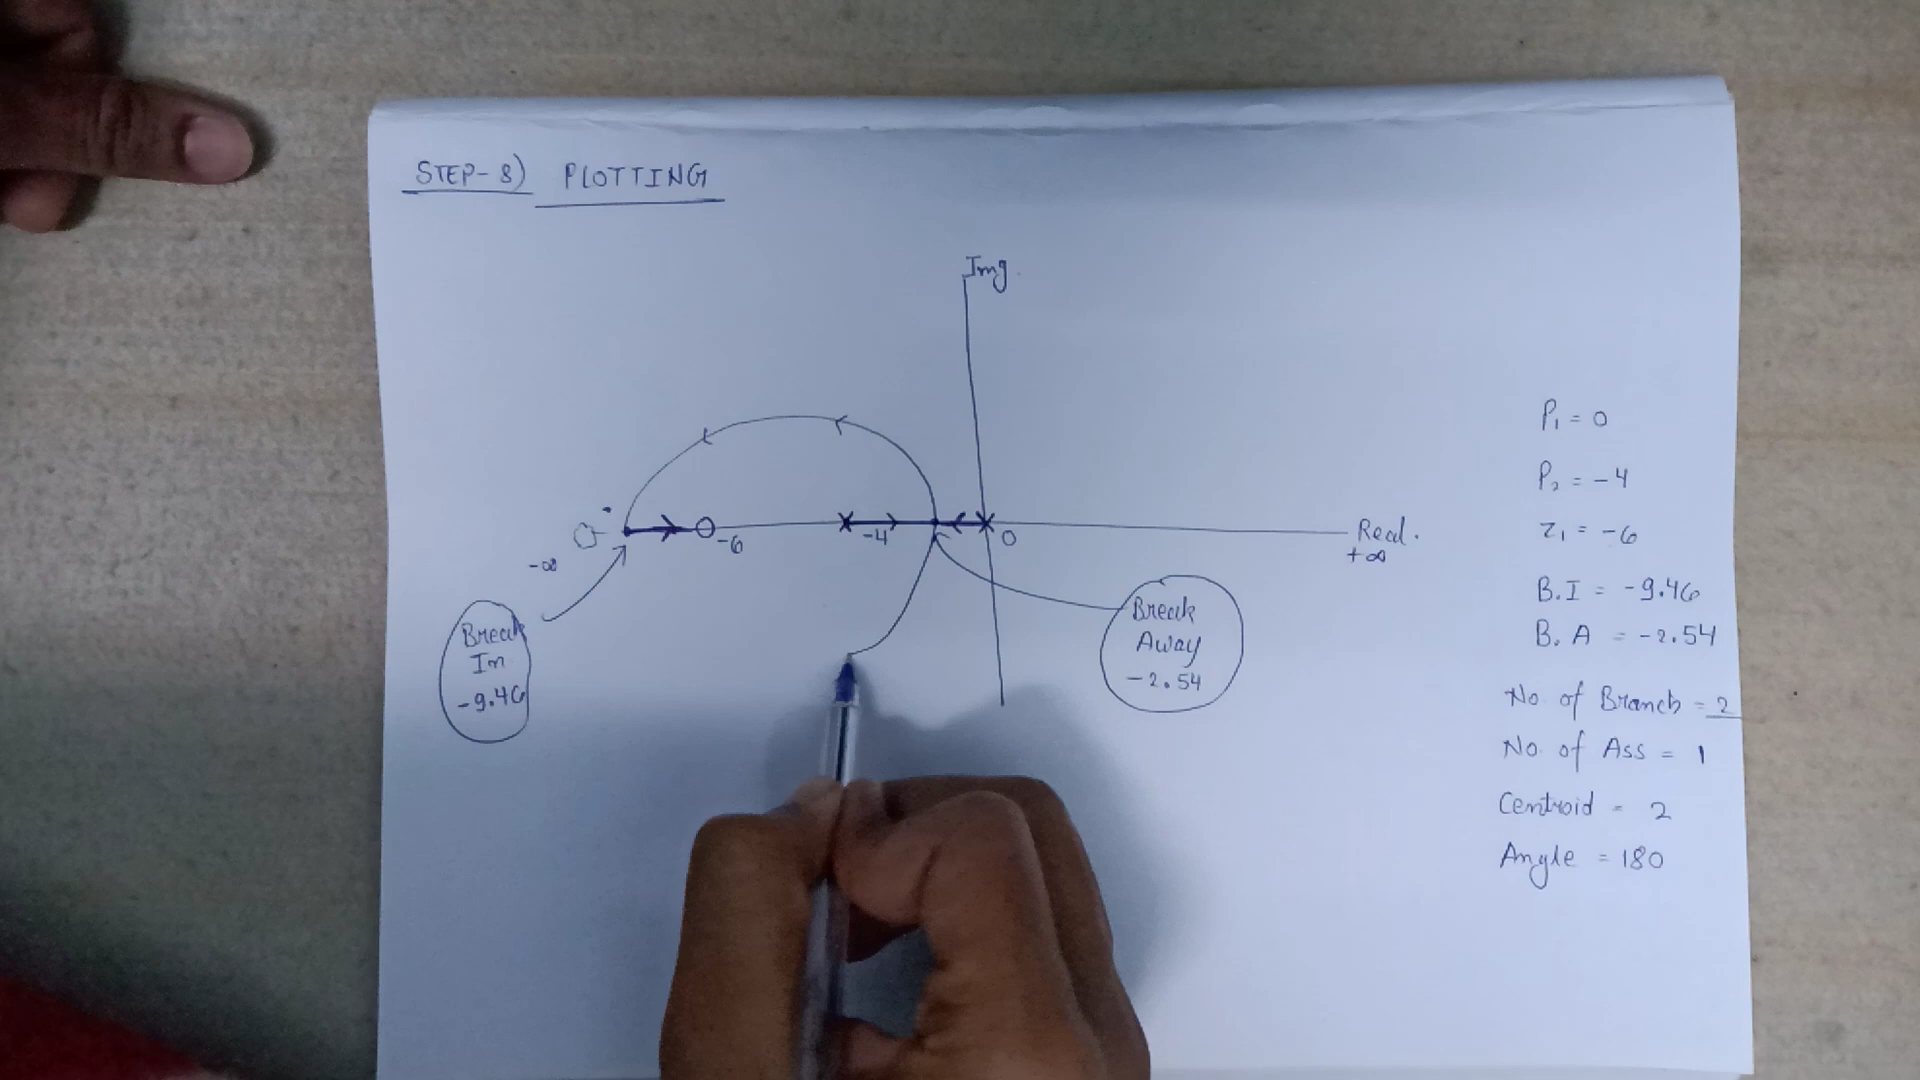 STEP-8) PLOTTING
Img.
-6
-4
0
Real.
-∞
+∞
Break
In
-9.46
Break
Away
-2.54
P₁ = 0
P₂ = -4
Z₁ = -6
B.I = -9.46
B.A = -2.54
No. of Branch = 2
No. of Ass = 1
Centroid = 2
Angle = 180